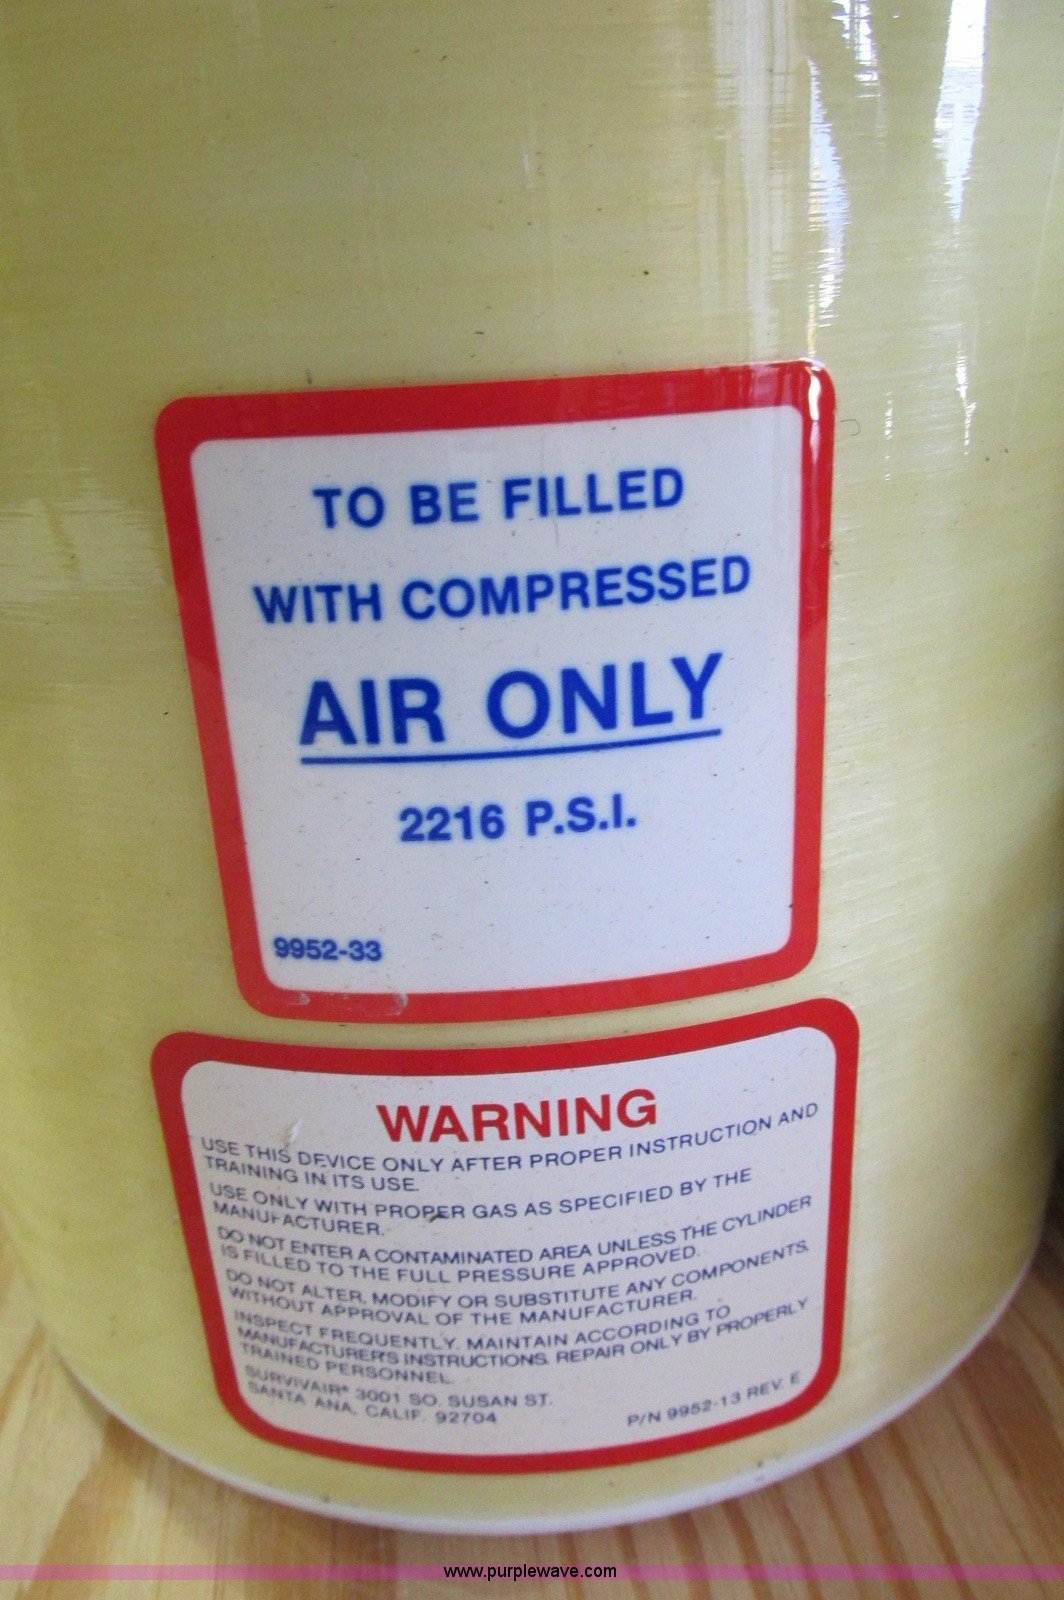 TO BE FILLED
WITH COMPRESSED
AIR ONLY
2216 P.S.I.
9952-33
WARNING
USE THIS DEVICE ONLY AFTER PROPER INSTRUCTION AND
TRAINING IN ITS USE.
USE ONLY WITH PROPER GAS AS SPECIFIED BY THE
MANUFACTURER.
DO NOT ENTER A CONTAMINATED AREA UNLESS THE CYLINDER
IS FILLED TO THE FULL PRESSURE APPROVED.
DO NOT ALTER, MODIFY OR SUBSTITUTE ANY COMPONENTS
WITHOUT APPROVAL OF THE MANUFACTURER.
INSPECT FREQUENTLY. MAINTAIN ACCORDING TO
MANUFACTURER'S INSTRUCTIONS. REPAIR ONLY BY PROPERLY
TRAINED PERSONNEL.
SURVIVAIR® 3001 SO. SUSAN ST.
SANTA ANA, CALIF. 92704
P/N 9952-13 REV. E
www.purplewave.com